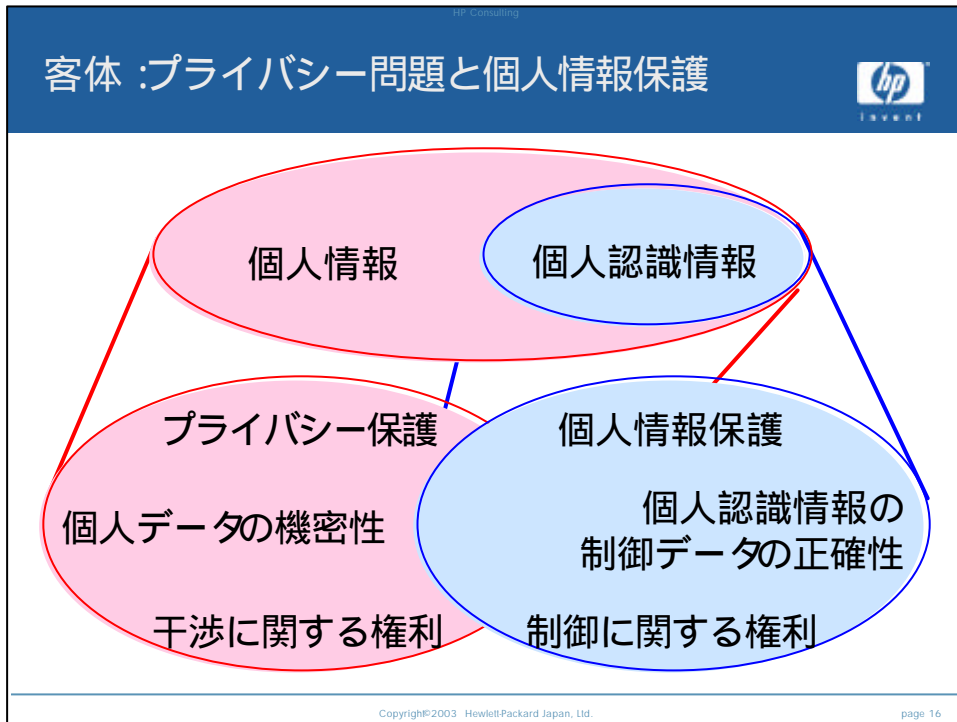 HP Consulting
客体 :プライバシー問題と個人情報保護
hp
invent
個人情報
個人認識情報
プライバシー保護
個人情報保護
個人データの機密性
個人認識情報の
制御データの正確性
干渉に関する権利
制御に関する権利
Copyright©2003 Hewlett-Packard Japan, Ltd.
page 16